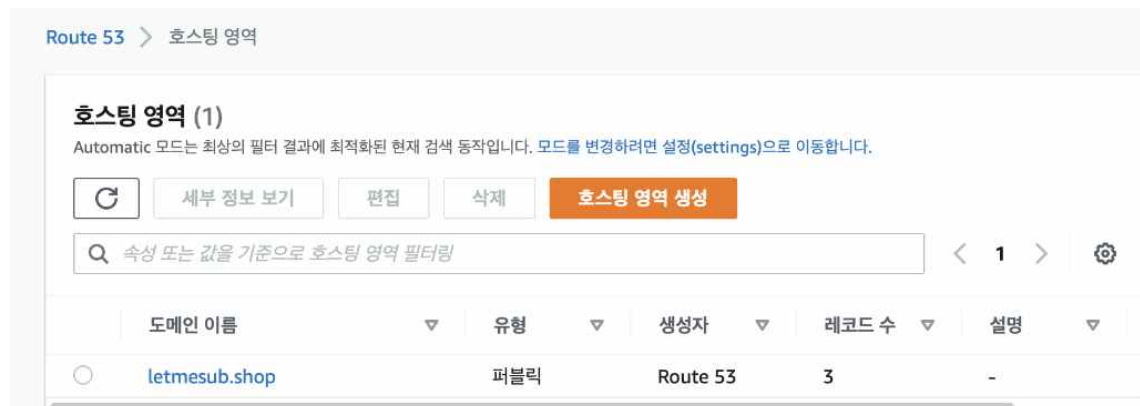 Route 53 > 호스팅 영역
호스팅 영역 (1)
Automatic 모드는 최상의 필터 결과에 최적화된 현재 검색 동작입니다. 모드를 변경하려면 설정(settings)으로 이동합니다.
세부 정보 보기 편집 삭제 호스팅 영역 생성
속성 또는 값을 기준으로 호스팅 영역 필터링 < 1 >
도메인 이름 유형 생성자 레코드 수 설명
letmesub.shop 퍼블릭 Route 53 3 -